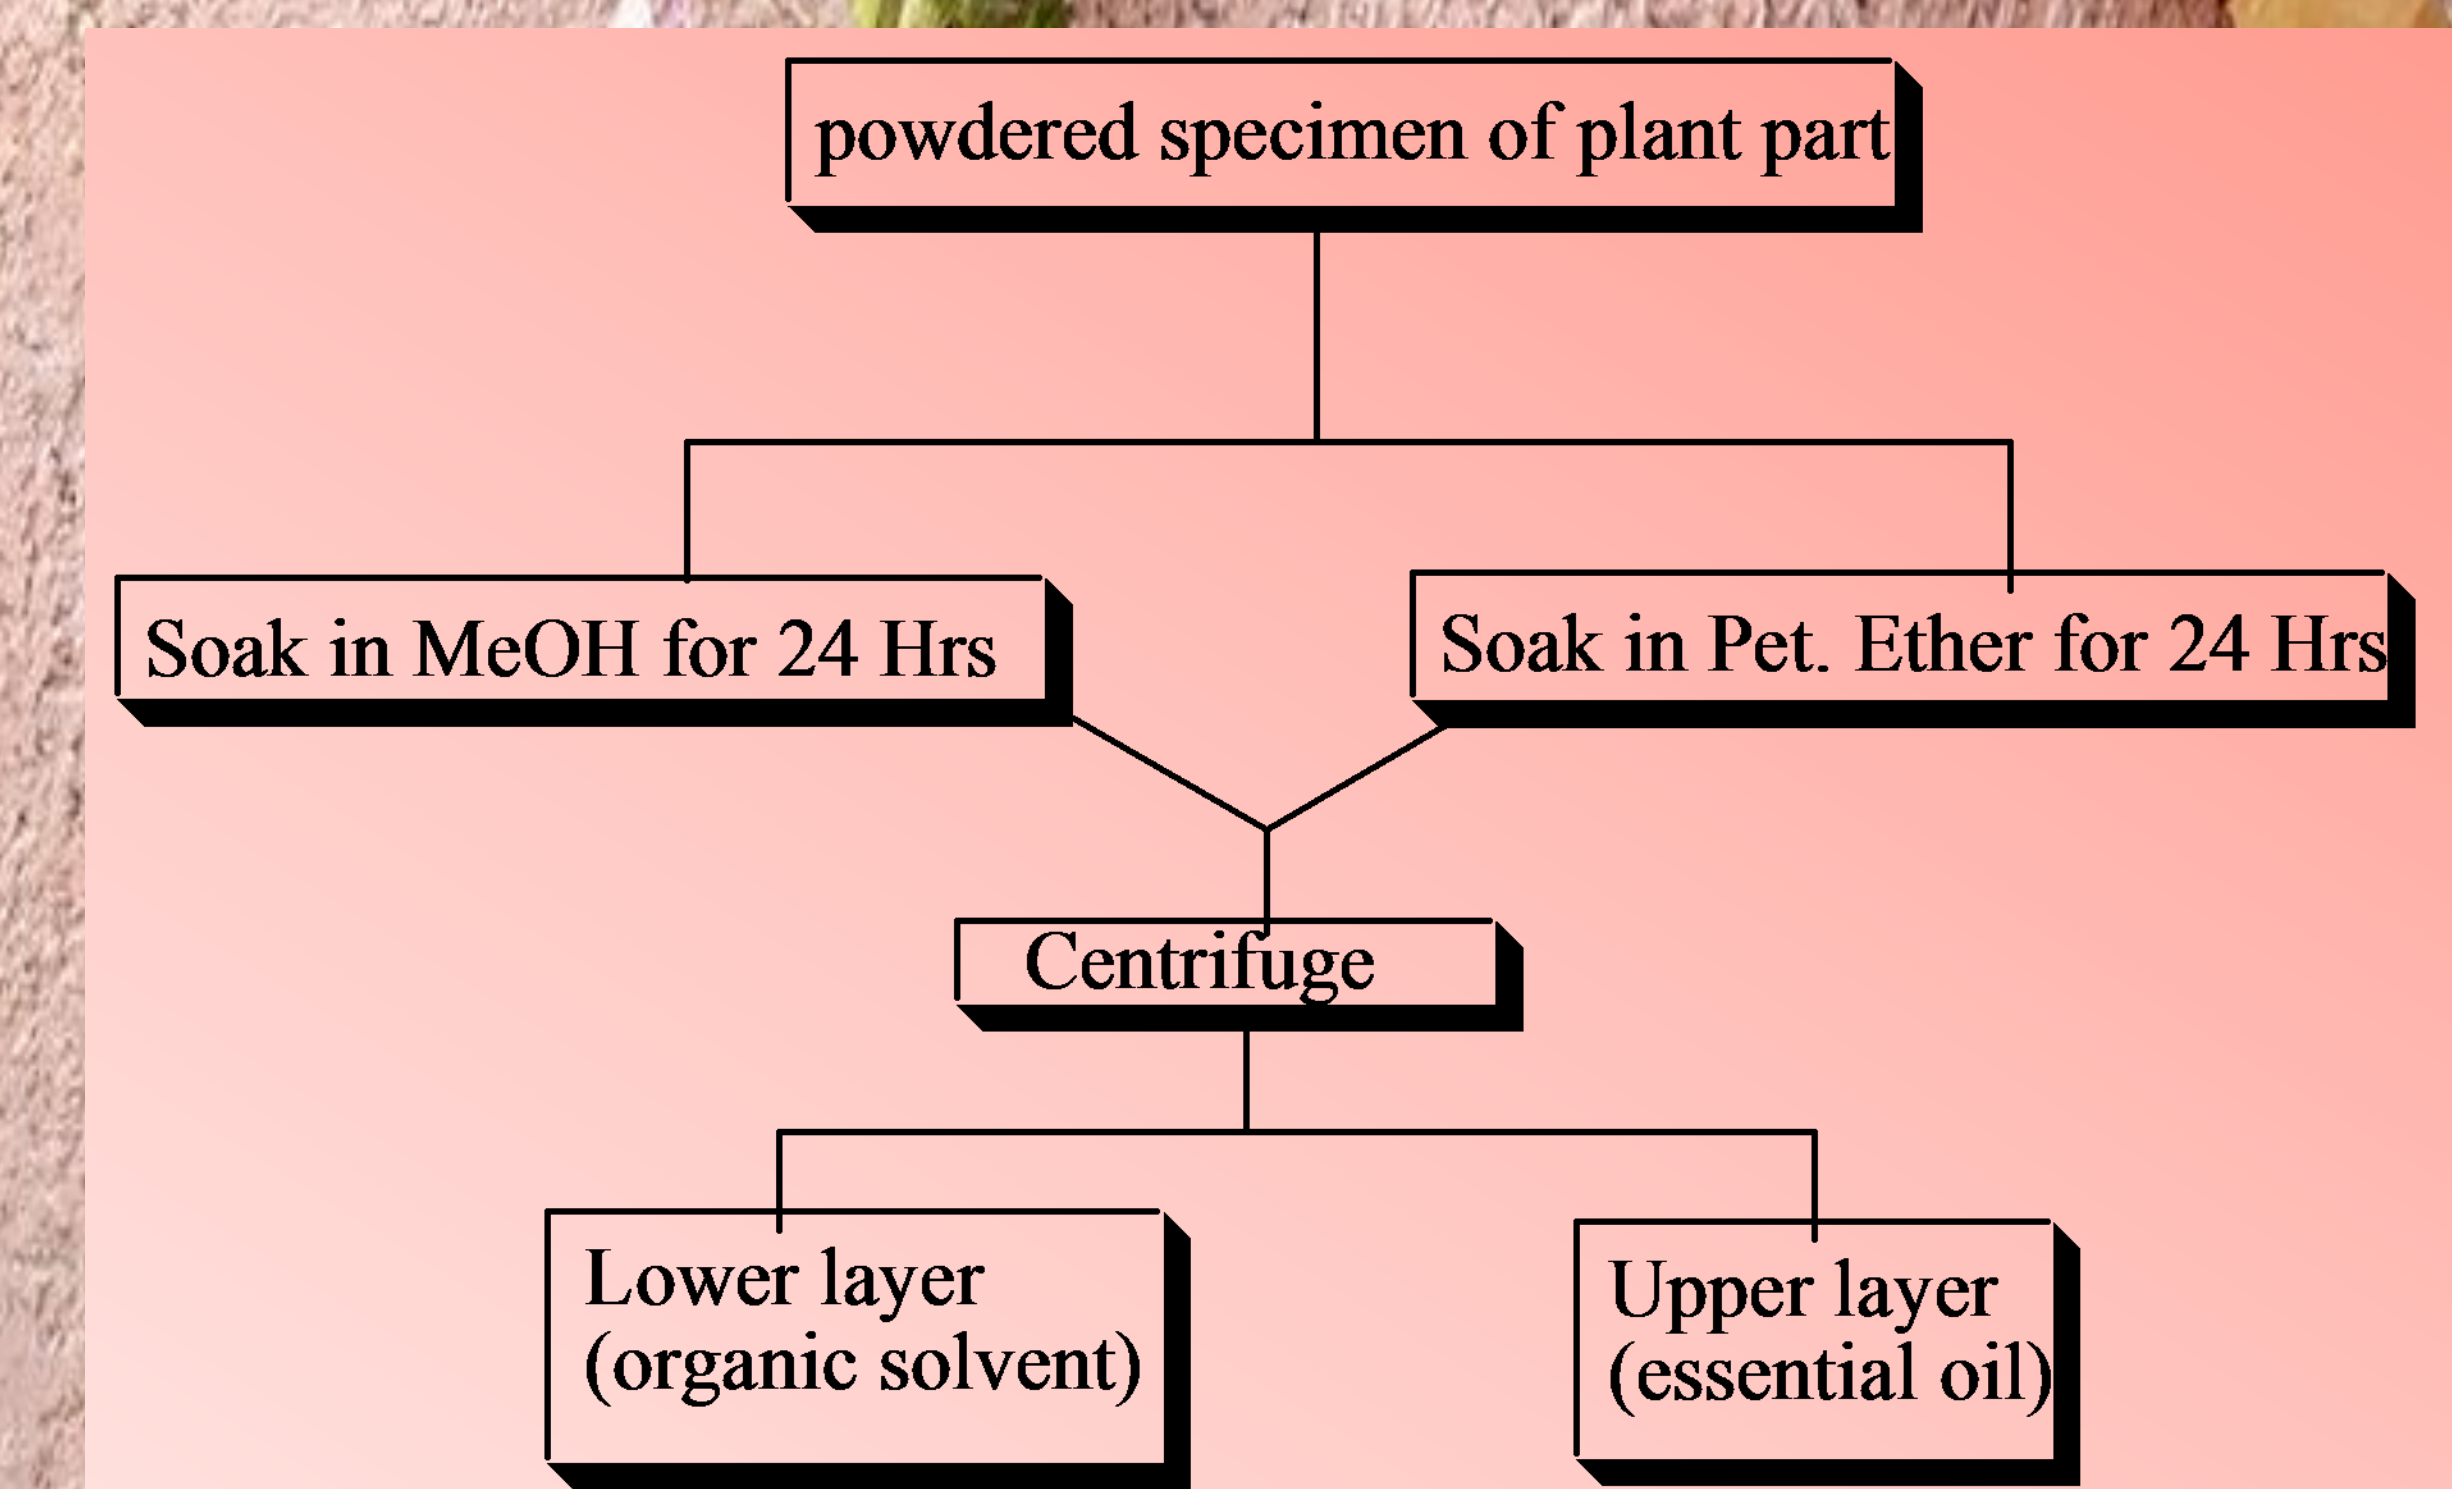 powdered specimen of plant part
Soak in MeOH for 24 Hrs
Soak in Pet. Ether for 24 Hrs
Centrifuge
Lower layer
(organic solvent)
Upper layer
(essential oil)